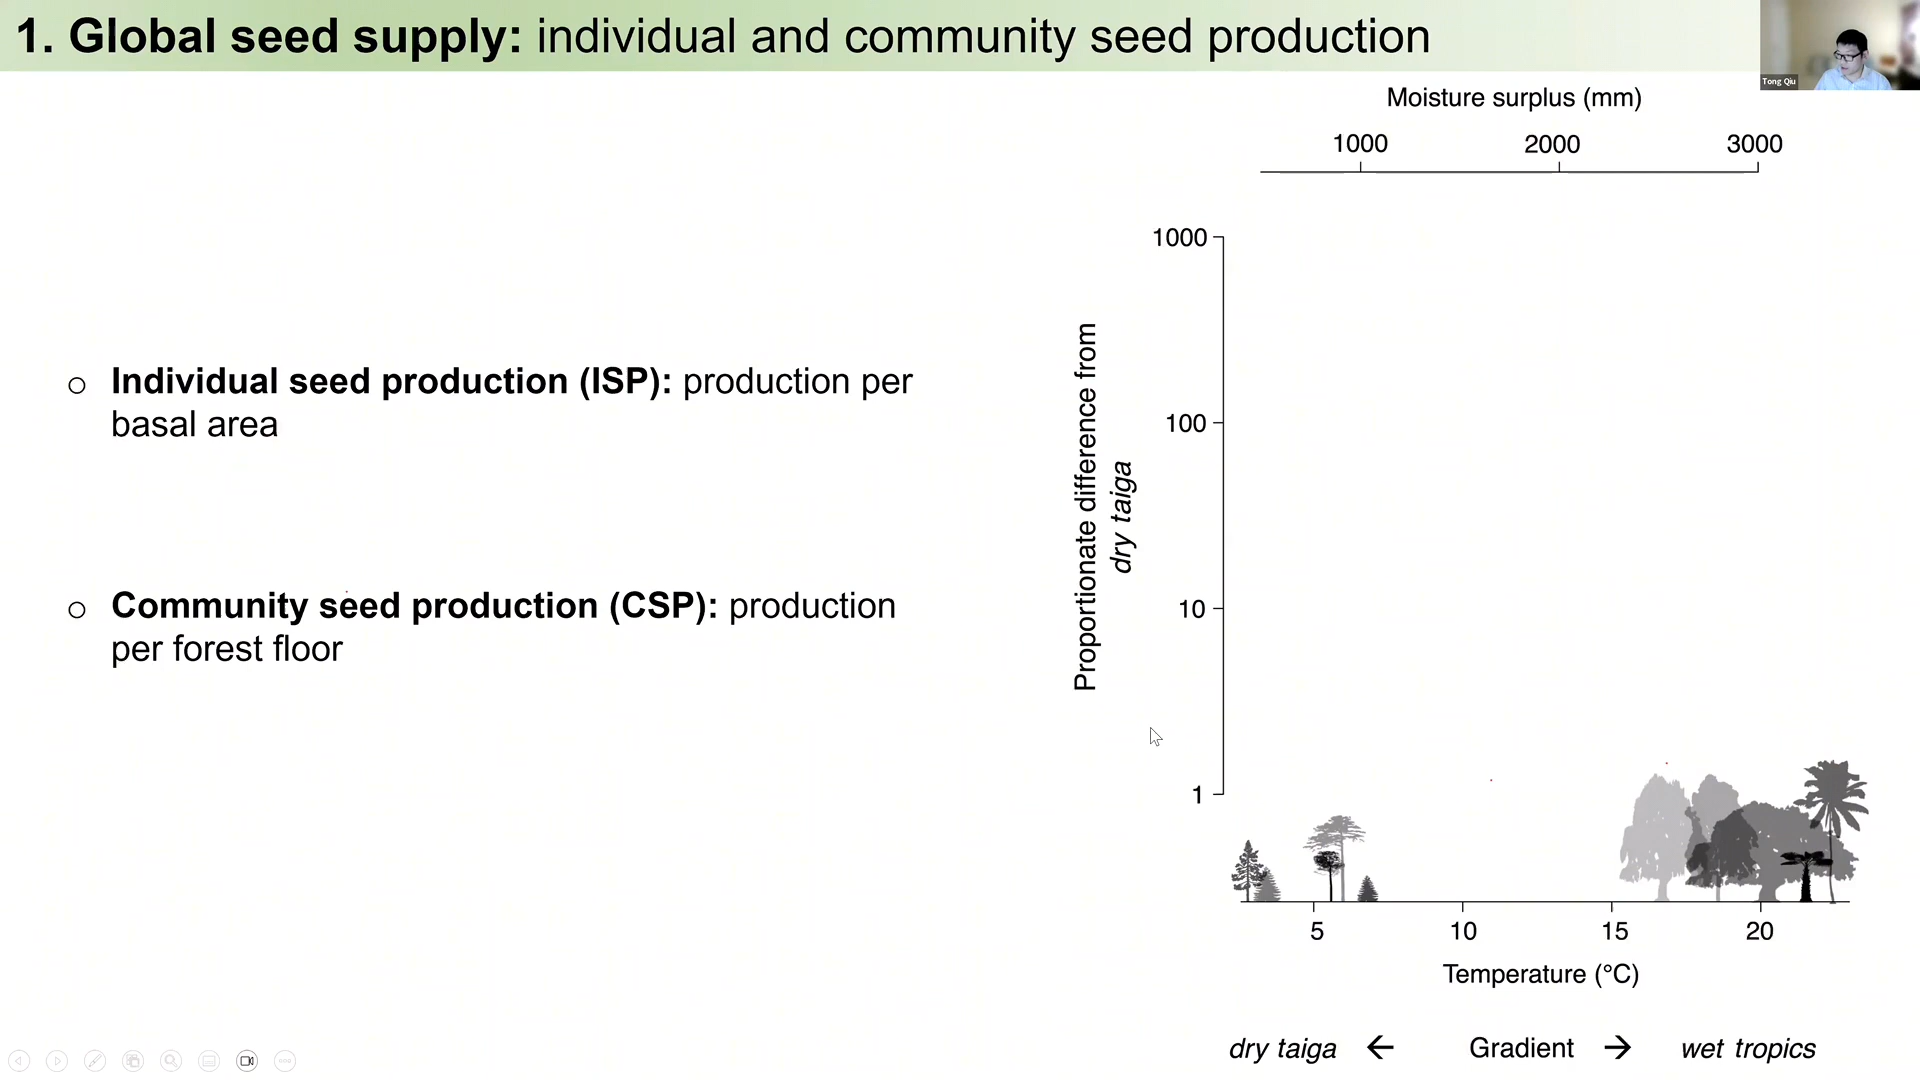 1. Global seed supply: individual and community seed production
Tong Qiu
Individual seed production (ISP): production per
basal area
Community seed production (CSP): production
per forest floor
Moisture surplus (mm)
1000 2000 3000
Proportionate difference from
dry taiga
1000
100
10
1
5 10 15 20
Temperature (°C)
dry taiga ← Gradient → wet tropics